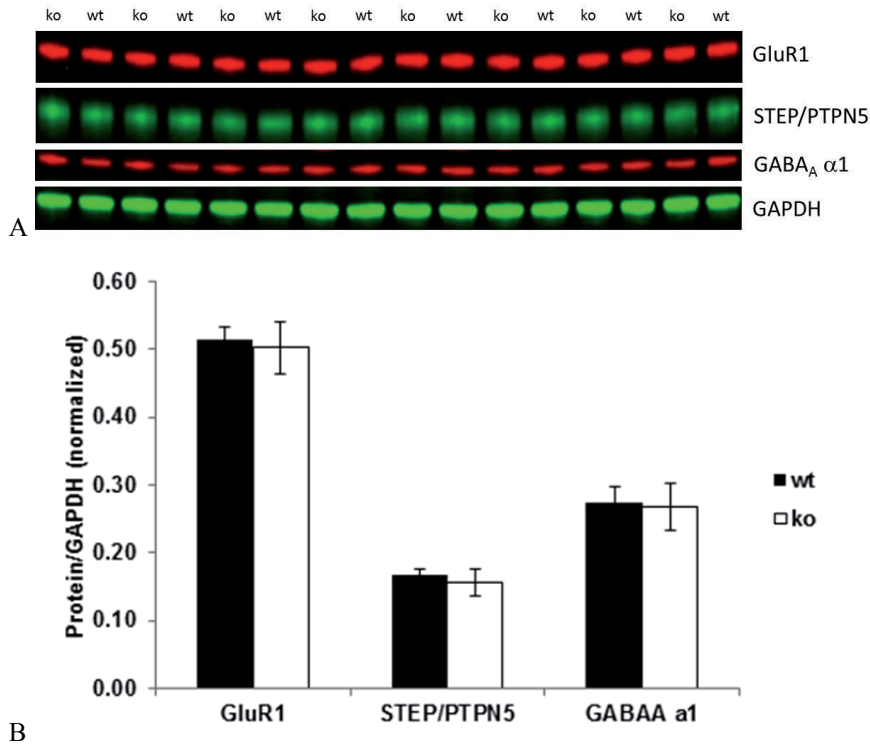 ko wt ko wt ko wt ko wt ko wt ko wt ko wt ko wt
GluR1
STEP/PTPN5
GABAA α1
GAPDH
A
0.60
0.50
0.40
0.30
0.20
0.10
0.00
Protein/GAPDH (normalized)
wt
ko
GluR1 STEP/PTPN5 GABAA a1
B